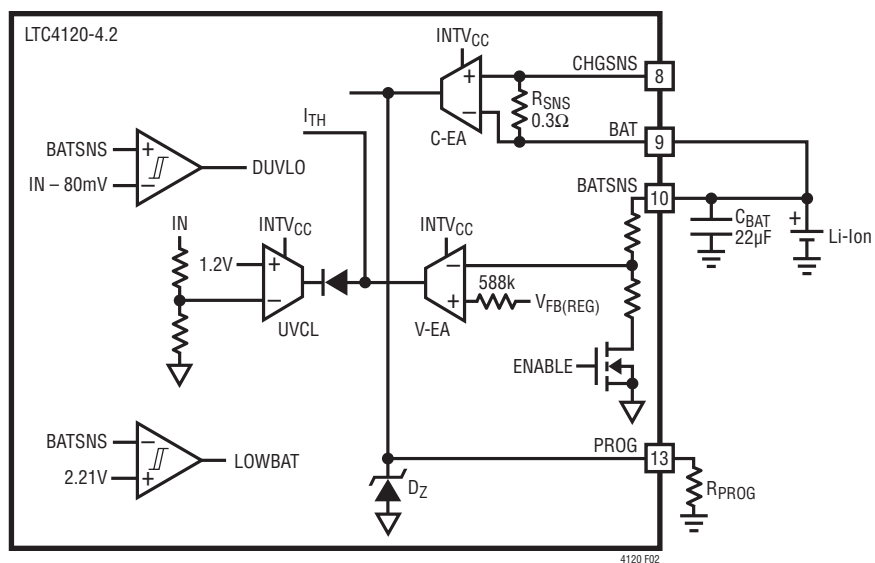 LTC4120-4.2
INTVCC
CHGSNS
8
+
RSNS
0.3Ω
–
C-EA
BAT
9
ITH
BATSNS
+
IN – 80mV
–
DUVLO
BATSNS
10
IN
INTVCC
INTVCC
CBAT
22µF
+
Li-Ion
1.2V
+
–
UVCL
–
+
V-EA
588k
VFB(REG)
ENABLE
BATSNS
–
2.21V
+
LOWBAT
PROG
13
DZ
RPROG
4120 F02